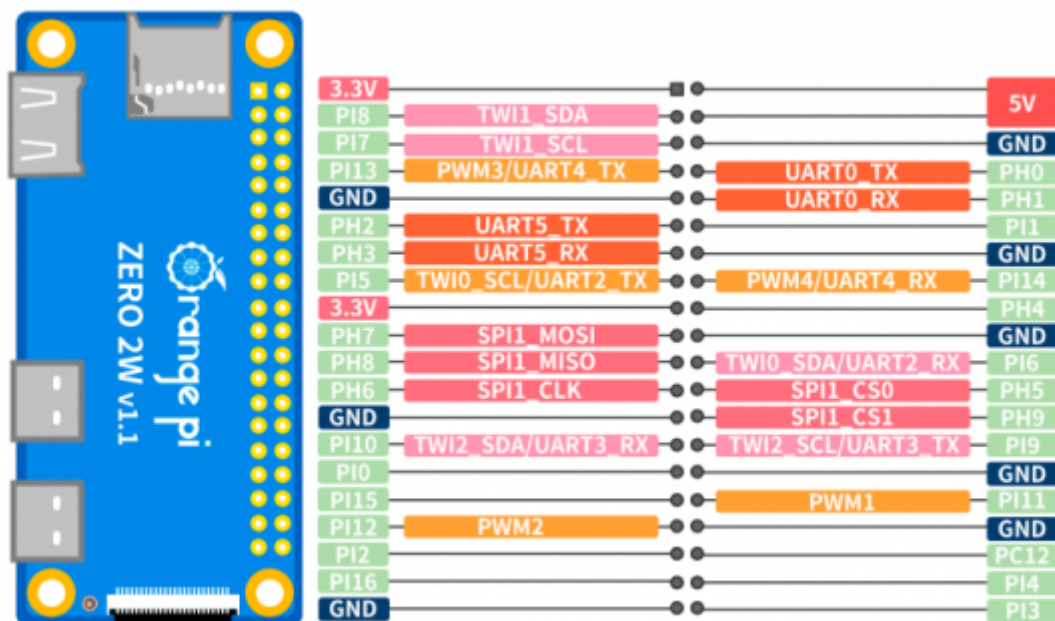 3.3V 5V
PI8 TWI1_SDA
PI7 TWI1_SCL GND
PI13 PWM3/UART4_TX UART0_TX PH0
GND UART0_RX PH1
PH2 UART5_TX PI1
PH3 UART5_RX GND
PI5 TWI0_SCL/UART2_TX PWM4/UART4_RX PI14
3.3V PH4
PH7 SPI1_MOSI GND
PH8 SPI1_MISO TWI0_SDA/UART2_RX PI6
PH6 SPI1_CLK SPI1_CS0 PH5
GND SPI1_CS1 PH9
PI10 TWI2_SDA/UART3_RX TWI2_SCL/UART3_TX PI9
PI0 GND
PI15 PWM1 PI11
PI12 PWM2 GND
PI2 PC12
PI16 PI4
GND PI3
Orange pi
ZERO 2W v1.1